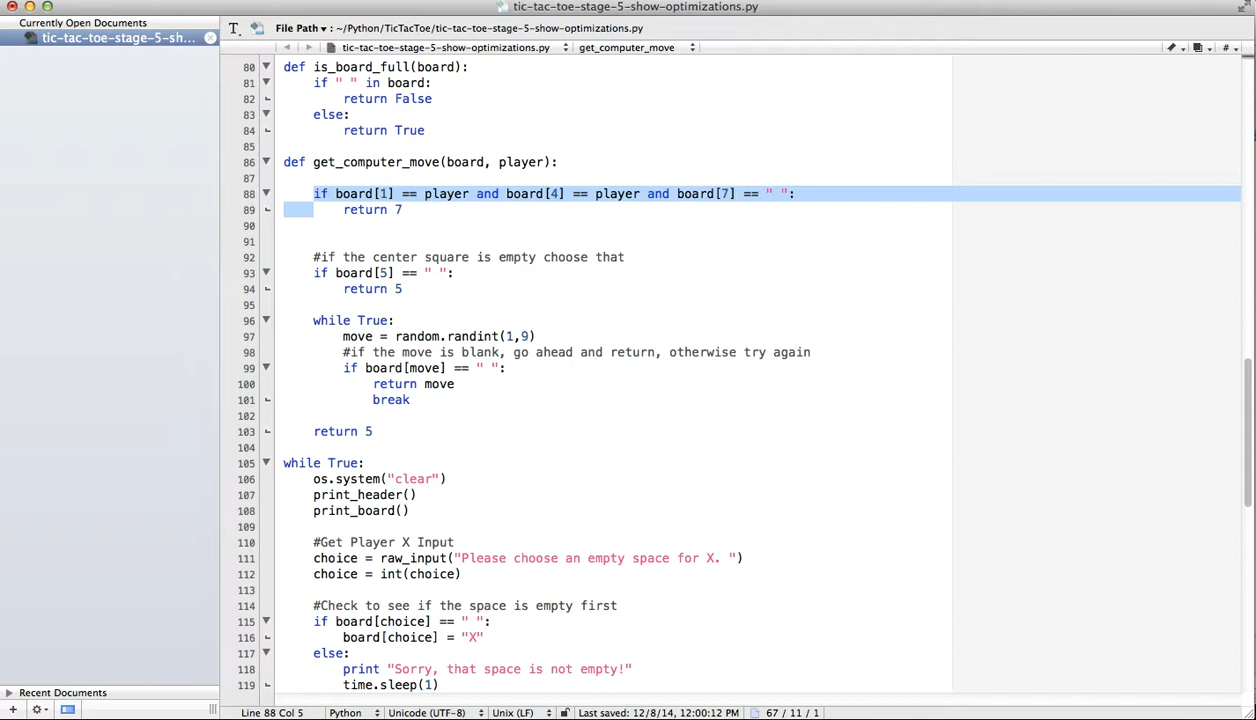 tic-tac-toe-stage-5-show-optimizations.py
Currently Open Documents
tic-tac-toe-stage-5-sh...
File Path ▾ : ~/Python/TicTacToe/tic-tac-toe-stage-5-show-optimizations.py
tic-tac-toe-stage-5-show-optimizations.py get_computer_move
80 def is_board_full(board):
81 if " " in board:
82 return False
83 else:
84 return True
85
86 def get_computer_move(board, player):
87
88 if board[1] == player and board[4] == player and board[7] == " ":
89 return 7
90
91
92 #if the center square is empty choose that
93 if board[5] == " ":
94 return 5
95
96 while True:
97 move = random.randint(1,9)
98 #if the move is blank, go ahead and return, otherwise try again
99 if board[move] == " ":
100 return move
101 break
102
103 return 5
104
105 while True:
106 os.system("clear")
107 print_header()
108 print_board()
109
110 #Get Player X Input
111 choice = raw_input("Please choose an empty space for X. ")
112 choice = int(choice)
113
114 #Check to see if the space is empty first
115 if board[choice] == " ":
116 board[choice] = "X"
117 else:
118 print "Sorry, that space is not empty!"
119 time.sleep(1)
Recent Documents
Line 88 Col 5 Python Unicode (UTF-8) Unix (LF) Last saved: 12/8/14, 12:00:12 PM 67 / 11 / 1